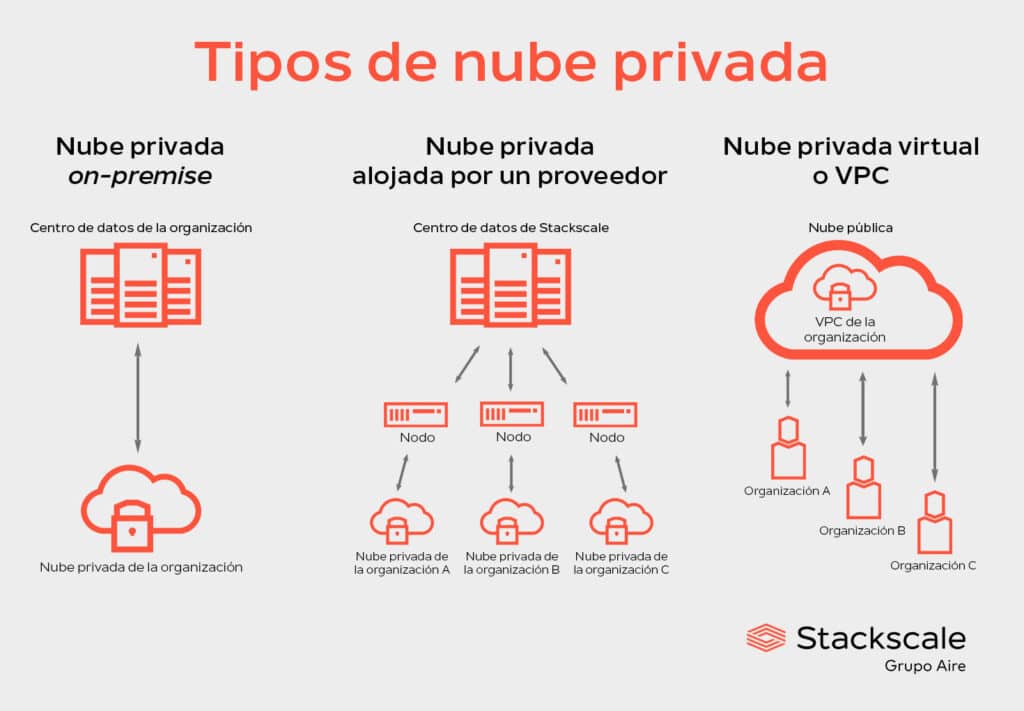 Tipos de nube privada
Nube privada
on-premise
Centro de datos de la organización
Nube privada de la organización
Nube privada
alojada por un proveedor
Centro de datos de Stackscale
Nodo
Nodo
Nodo
Nube privada de
la organización A
Nube privada de
la organización B
Nube privada de
la organización C
Nube privada virtual
o VPC
Nube pública
VPC de la
organización
Organización A
Organización B
Organización C
Stackscale
Grupo Aire